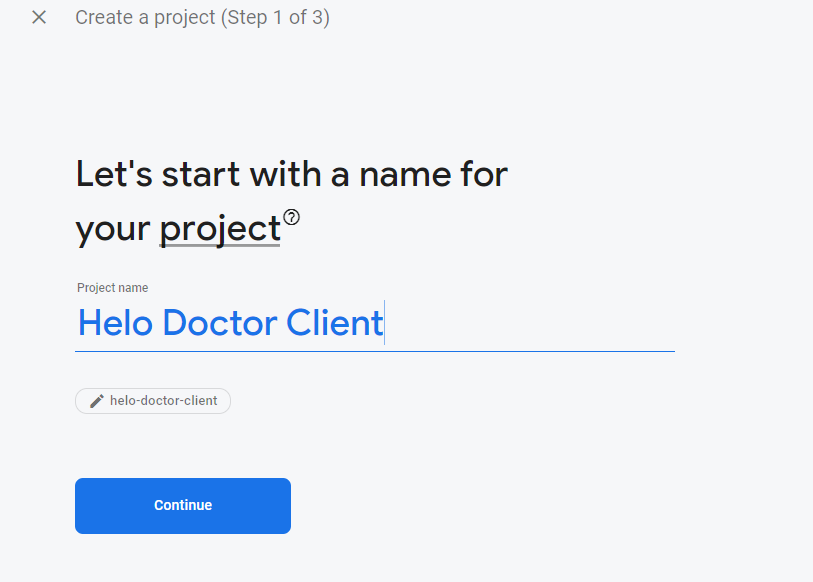 Create a project (Step 1 of 3)
Let's start with a name for
your project
Project name
Helo Doctor Client
helo-doctor-client
Continue